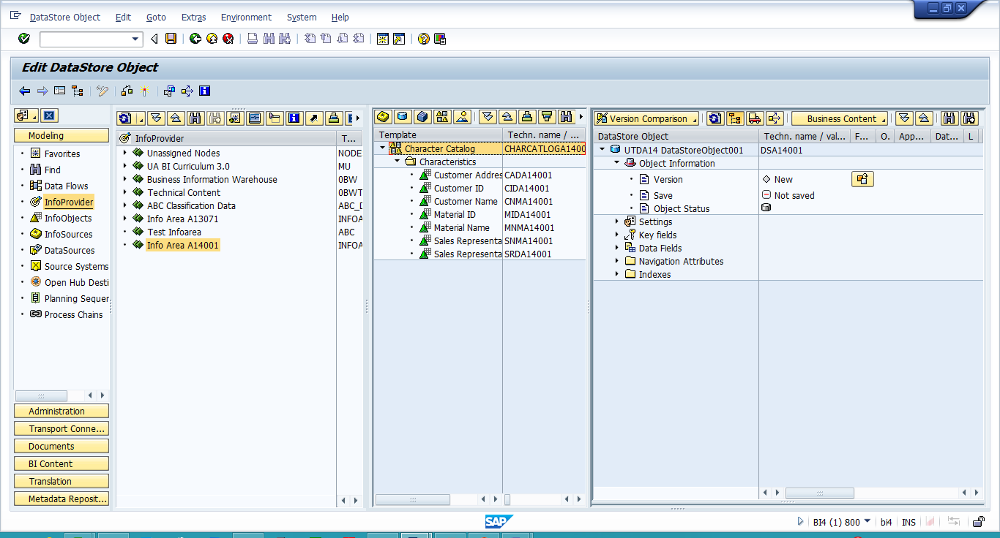 DataStore Object Edit Goto Extras Environment System Help
Edit DataStore Object
Modeling
Favorites
Find
Data Flows
InfoProvider
InfoObjects
InfoSources
DataSources
Source Systems
Open Hub Desti
Planning Sequer
Process Chains
Administration
Transport Conne...
Documents
BI Content
Translation
Metadata Reposit...
InfoProvider T...
Unassigned Nodes NODE
UA BI Curriculum 3.0 MU
Business Information Warehouse 0BW
Technical Content 0BWT
ABC Classification Data ABC_D
Info Area A13071 INFOA
Test Infoarea ABC
Info Area A14001 INFOA
Template Techn. name / ...
Character Catalog CHARCATLOGA1400
Characteristics
Customer Addres CADA14001
Customer ID CIDA14001
Customer Name CNMA14001
Material ID MIDA14001
Material Name MNMA14001
Sales Representa SNMA14001
Sales Representa SRDA14001
Version Comparison Business Content
DataStore Object Techn. name / val... F... O. App... Dat... L
UTDA14 DataStoreObject001 DSA14001
Object Information
Version New
Save Not saved
Object Status
Settings
Key fields
Data Fields
Navigation Attributes
Indexes
SAP
BI4 (1) 800 bi4 INS